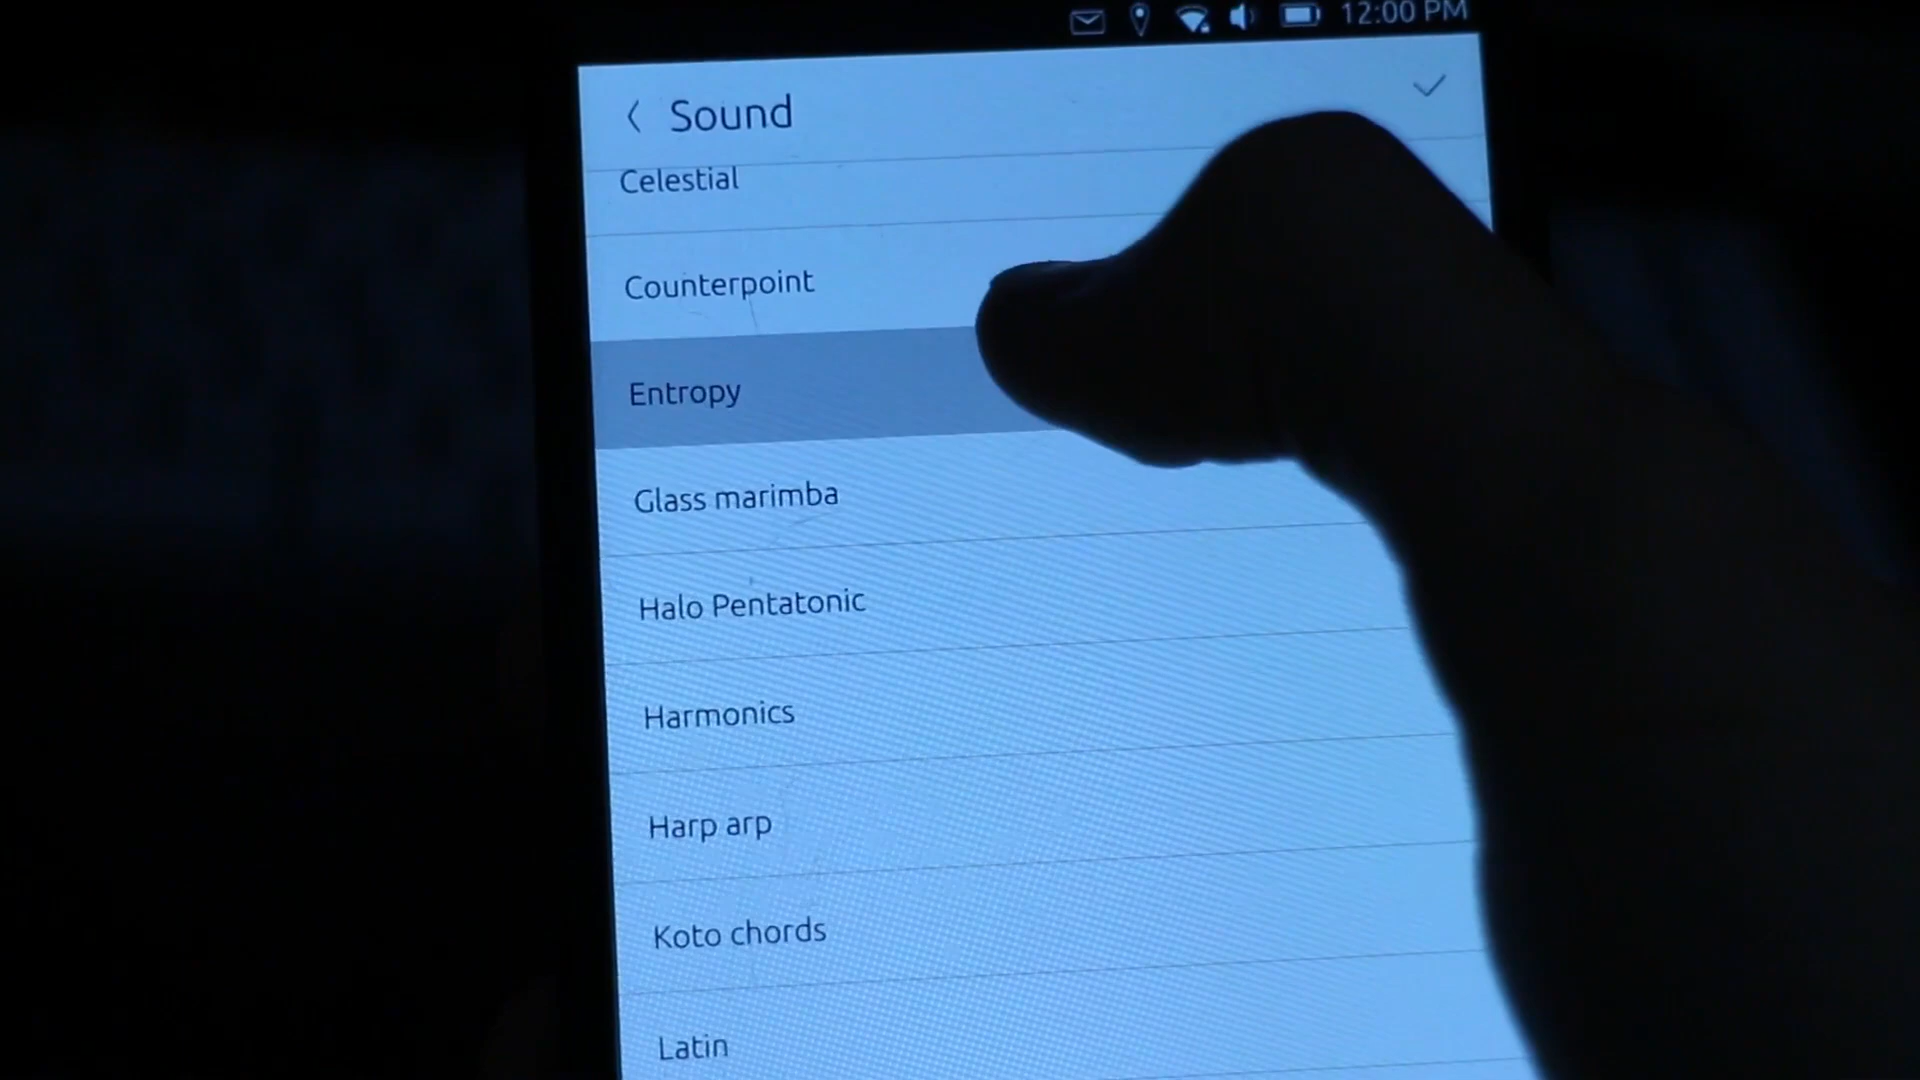 12:00 PM
Sound
Celestial
Counterpoint
Entropy
Glass marimba
Halo Pentatonic
Harmonics
Harp arp
Koto chords
Latin